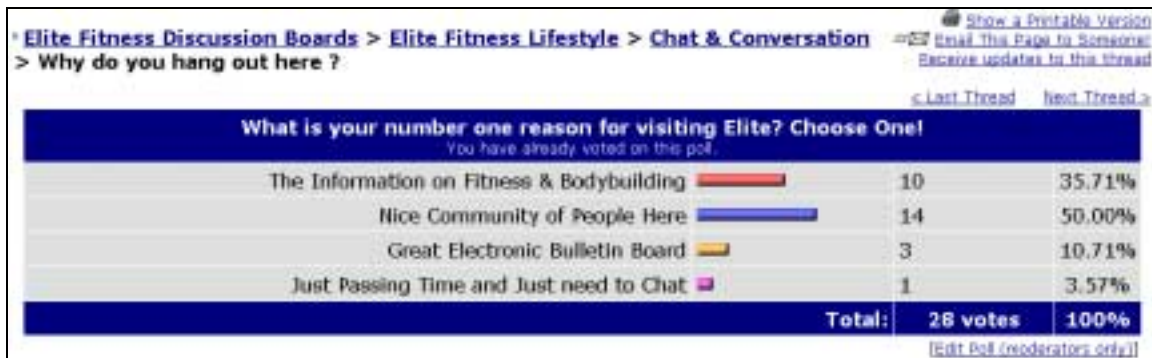 Elite Fitness Discussion Boards > Elite Fitness Lifestyle > Chat & Conversation
> Why do you hang out here ?
Show a Printable Version
Email This Page to Someone!
Receive updates to this thread
< Last Thread Next Thread >
What is your number one reason for visiting Elite? Choose One!
You have already voted on this poll.
The Information on Fitness & Bodybuilding 10 35.71%
Nice Community of People Here 14 50.00%
Great Electronic Bulletin Board 3 10.71%
Just Passing Time and Just need to Chat 1 3.57%
Total: 28 votes 100%
[Edit Poll (moderators only)]